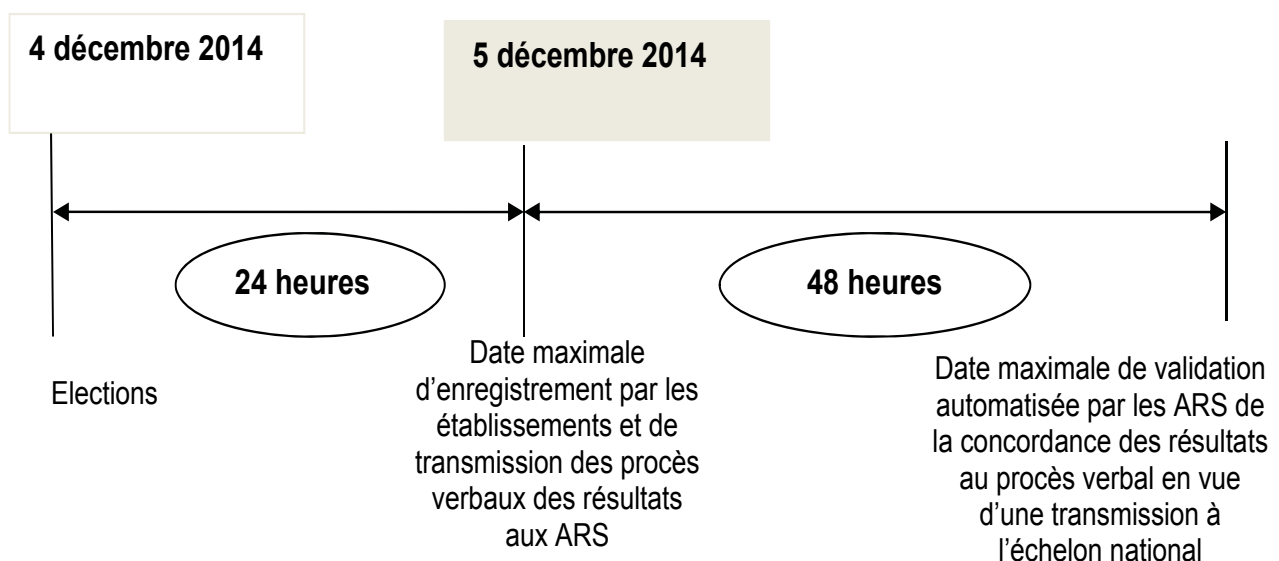 4 décembre 2014
5 décembre 2014
24 heures
48 heures
Elections
Date maximale
d’enregistrement par les
établissements et de
transmission des procès
verbaux des résultats
aux ARS
Date maximale de validation
automatisée par les ARS de
la concordance des résultats
au procès verbal en vue
d’une transmission à
l’échelon national